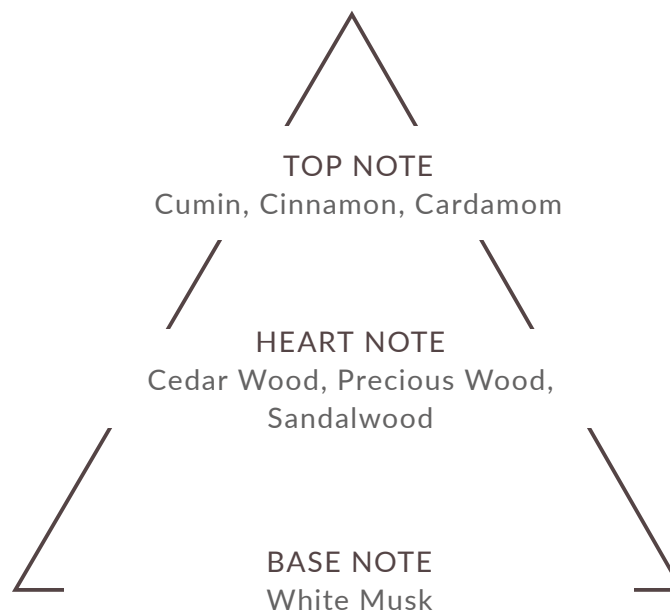 TOP NOTE
Cumin, Cinnamon, Cardamom
HEART NOTE
Cedar Wood, Precious Wood,
Sandalwood
BASE NOTE
White Musk